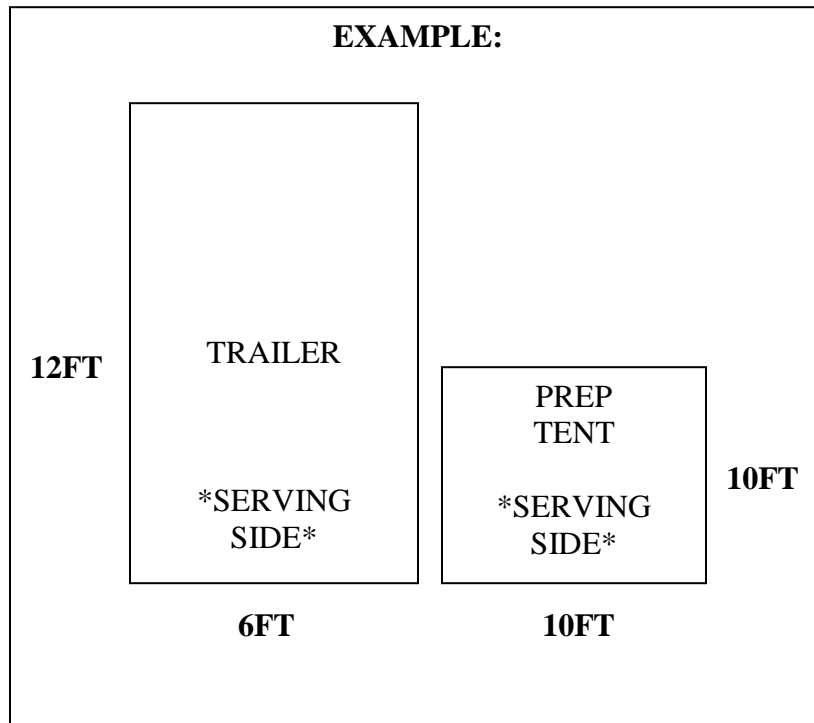 EXAMPLE:
TRAILER
12FT
PREP
TENT
*SERVING
SIDE*
*SERVING
SIDE*
10FT
6FT
10FT